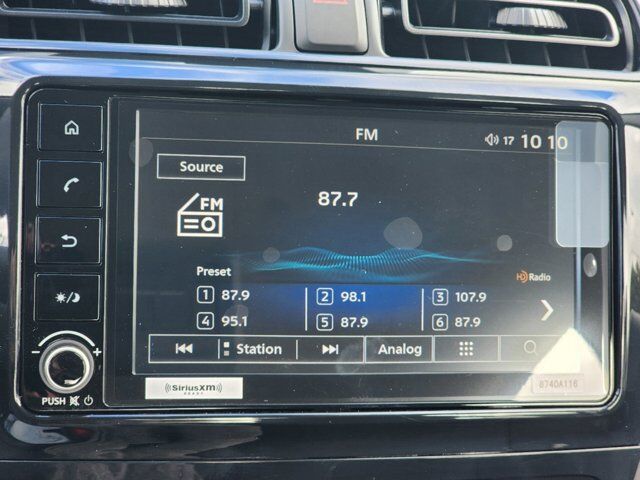 FM
17 10 10
Source
FM
87.7
HD Radio
Preset
1 87.9 2 98.1 3 107.9
4 95.1 5 87.9 6 87.9
Station Analog
SiriusXM
READY
8740A116
PUSH